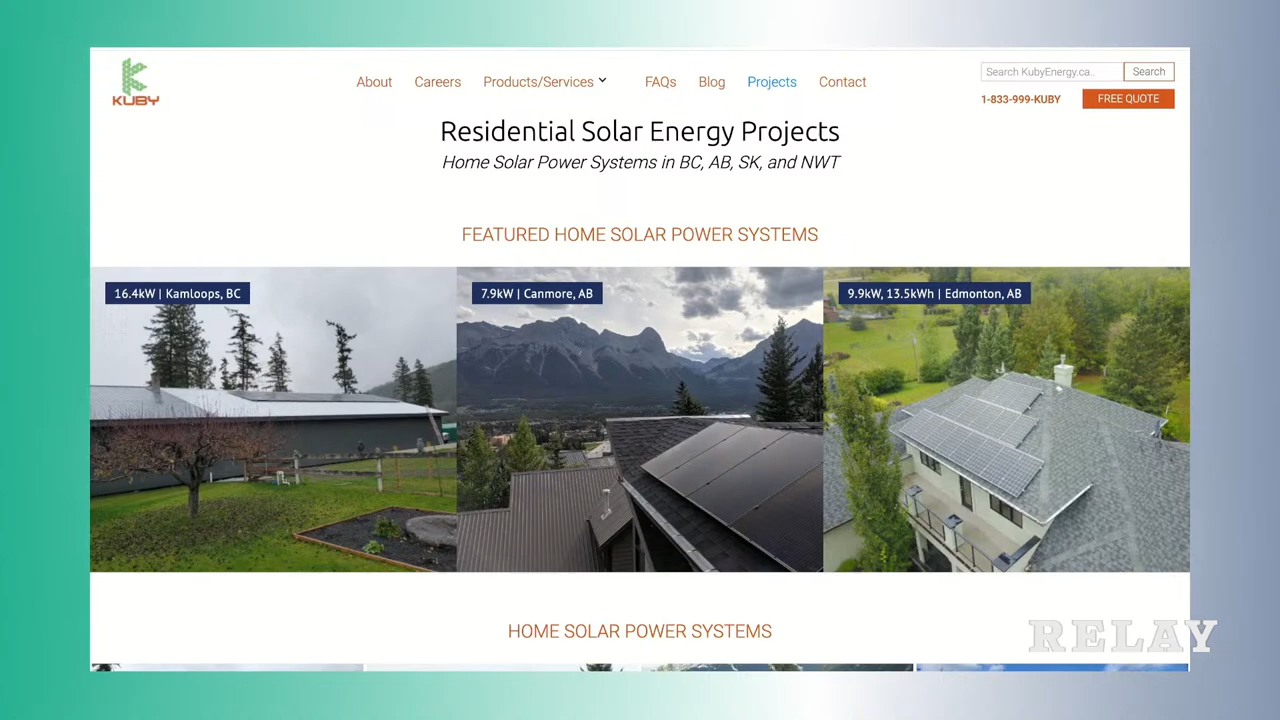 KUBY
About
Careers
Products/Services
FAQs
Blog
Projects
Contact
Search KubyEnergy.ca..
Search
1-833-999-KUBY
FREE QUOTE
Residential Solar Energy Projects
Home Solar Power Systems in BC, AB, SK, and NWT
FEATURED HOME SOLAR POWER SYSTEMS
16.4kW | Kamloops, BC
7.9kW | Canmore, AB
9.9kW, 13.5kWh | Edmonton, AB
HOME SOLAR POWER SYSTEMS
RELAY